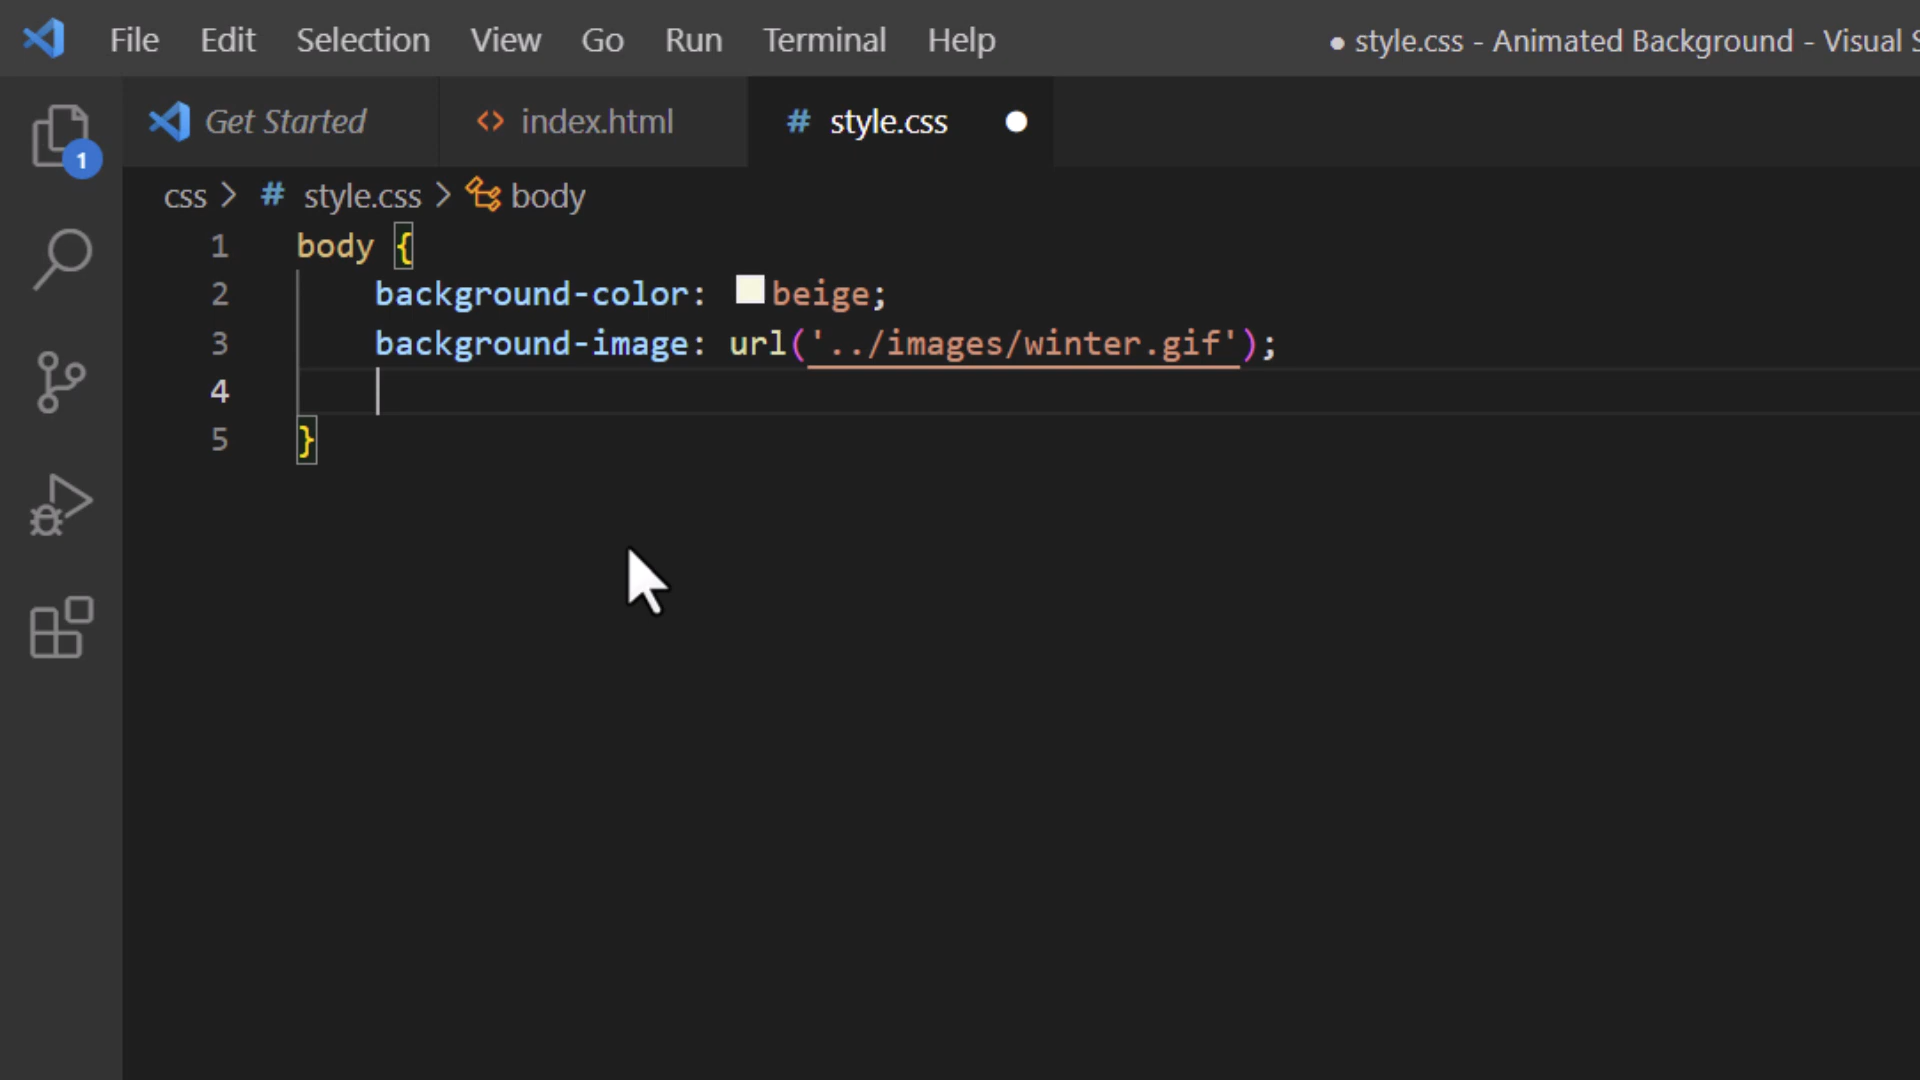 File Edit Selection View Go Run Terminal Help ● style.css - Animated Background - Visual S
Get Started <> index.html # style.css ●
1
css > # style.css > body
1 body {
2     background-color: beige;
3     background-image: url('../images/winter.gif');
4
5 }